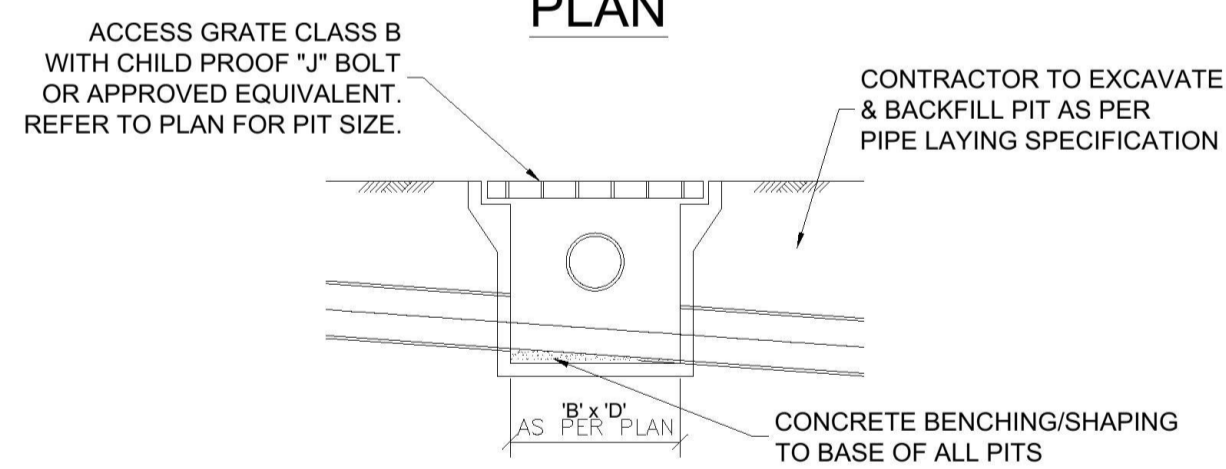 PLAN
ACCESS GRATE CLASS B
WITH CHILD PROOF "J" BOLT
OR APPROVED EQUIVALENT.
REFER TO PLAN FOR PIT SIZE.
CONTRACTOR TO EXCAVATE
& BACKFILL PIT AS PER
PIPE LAYING SPECIFICATION
'B' x 'D'
AS PER PLAN
CONCRETE BENCHING/SHAPING
TO BASE OF ALL PITS